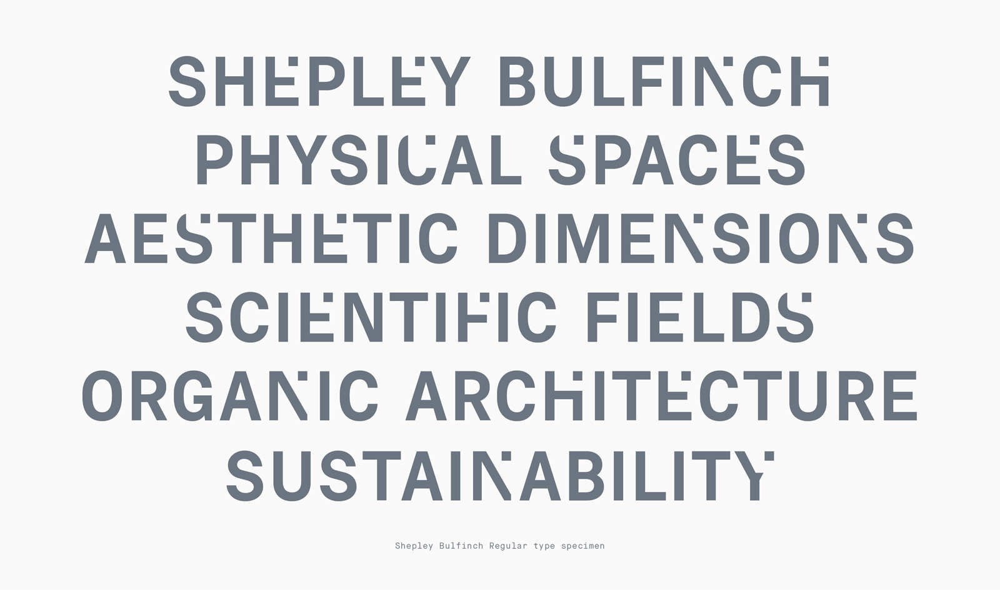 SHEPLEY BULFINCH
PHYSICAL SPACES
AESTHETIC DIMENSIONS
SCIENTIFIC FIELDS
ORGANIC ARCHITECTURE
SUSTAINABILITY
Shepley Bulfinch Regular type specimen